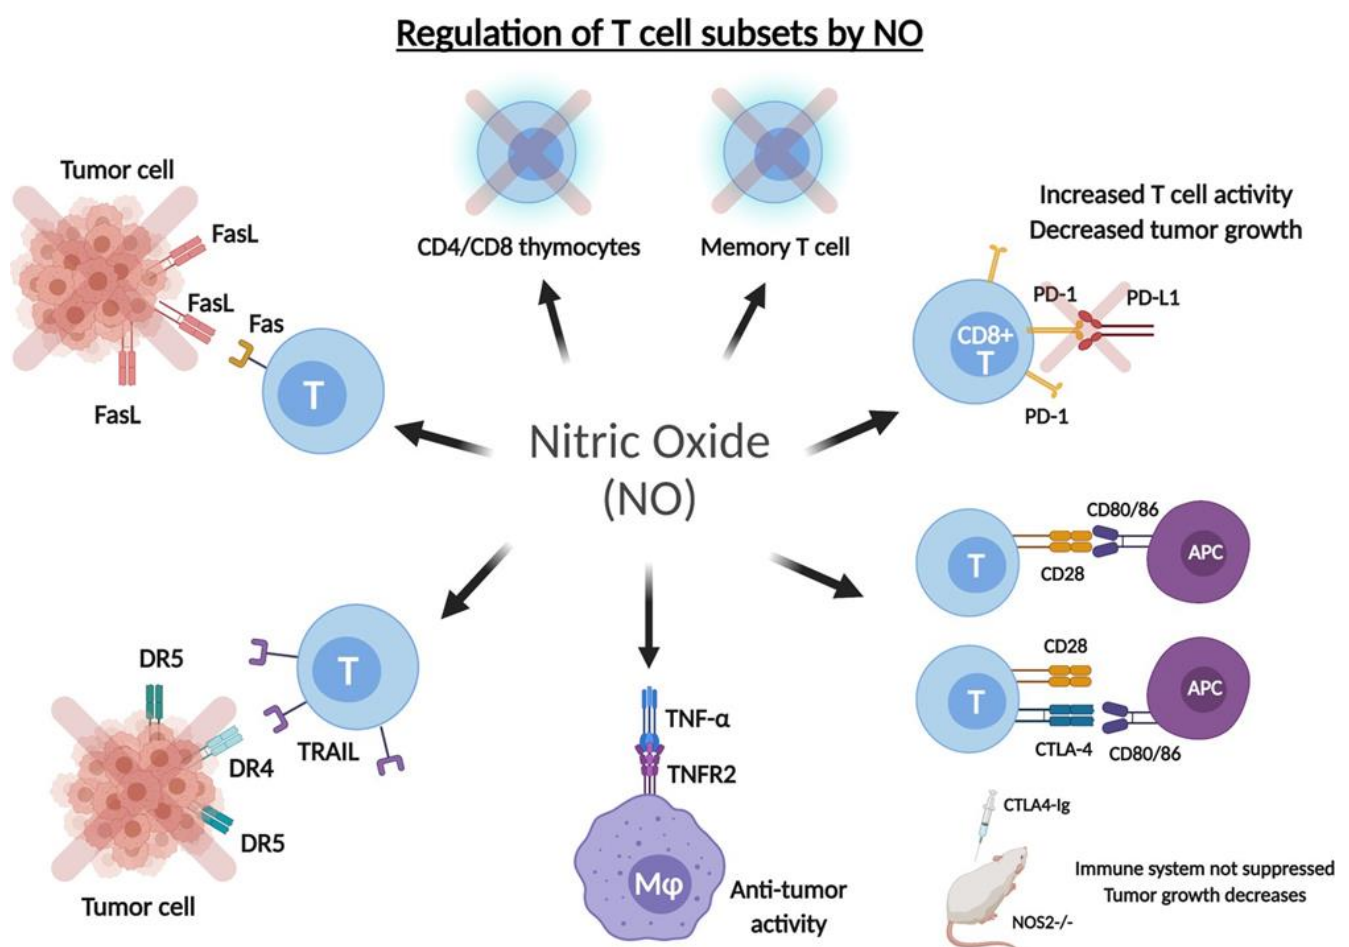 Regulation of T cell subsets by NO
CD4/CD8 thymocytes
Memory T cell
Tumor cell
FasL
FasL
Fas
FasL
T
Increased T cell activity
Decreased tumor growth
PD-1
PD-L1
CD8+
T
PD-1
Nitric Oxide
(NO)
T
CD28
CD80/86
APC
T
CD28
CTLA-4
CD80/86
APC
CTLA4-Ig
NOS2-/-
Immune system not suppressed
Tumor growth decreases
TNF-α
TNFR2
Mφ
Anti-tumor
activity
T
TRAIL
DR5
DR4
DR5
Tumor cell